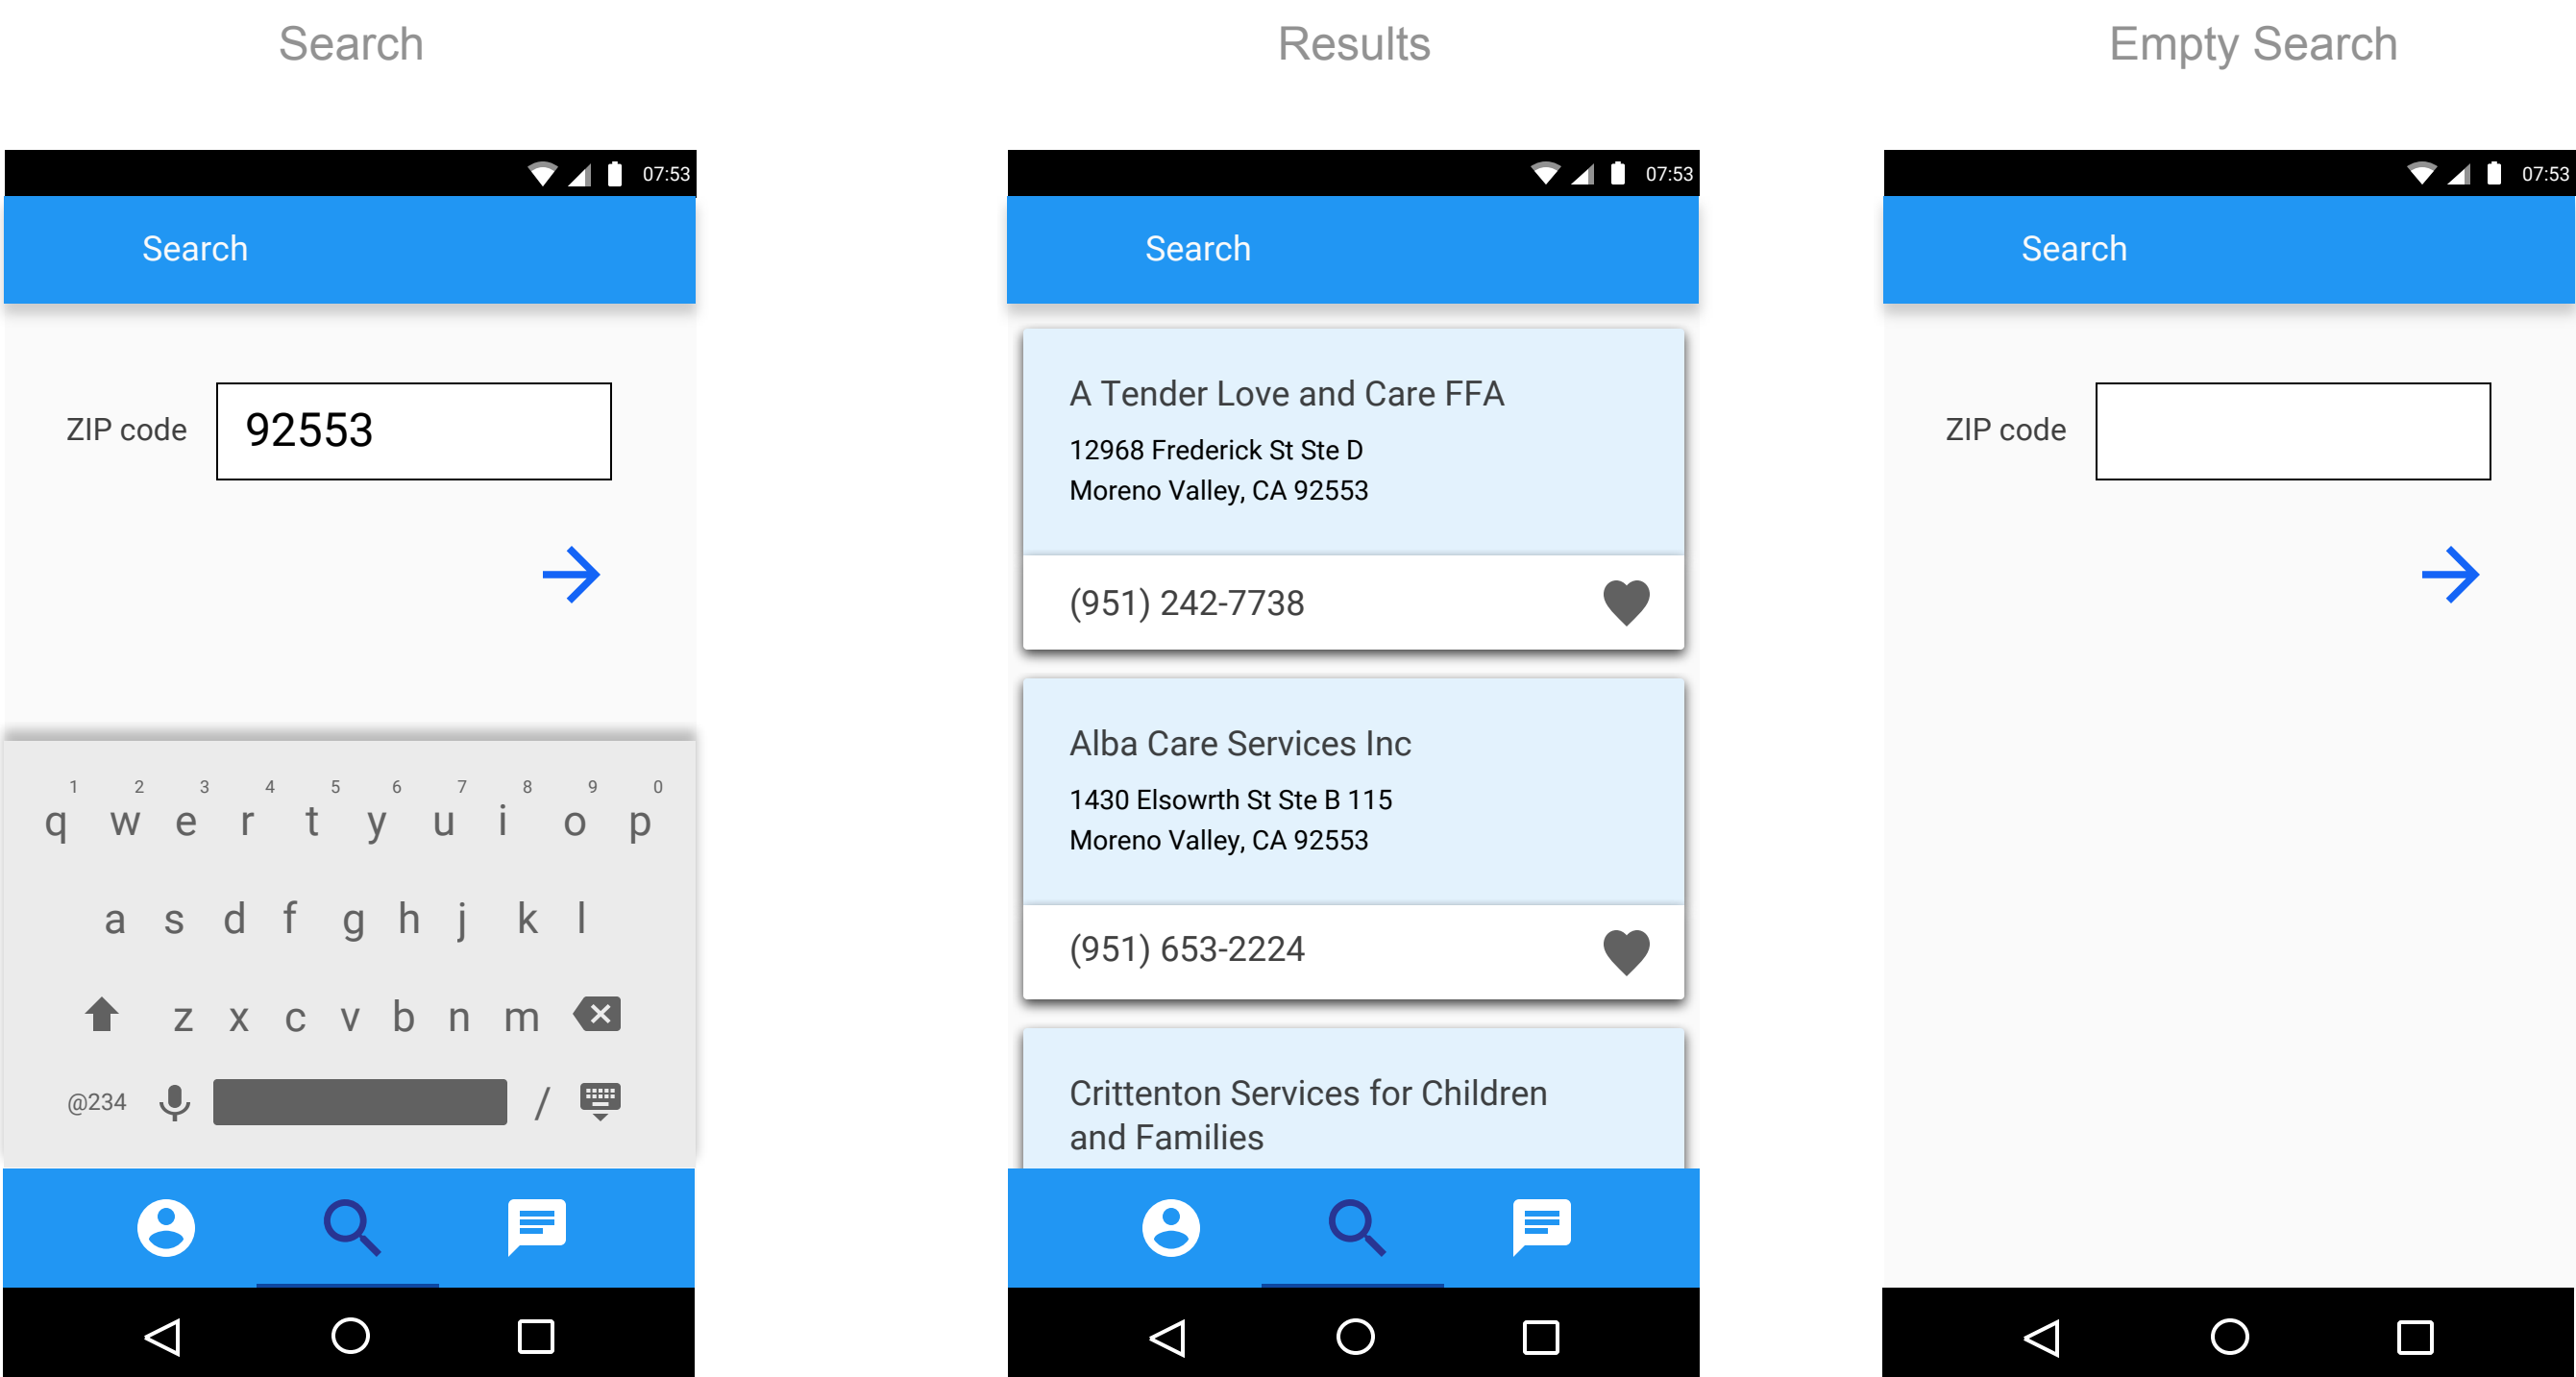 Search
07:53
Search
ZIP code
92553
1 2 3 4 5 6 7 8 9 0
q w e r t y u i o p
a s d f g h j k l
z x c v b n m
@234 /
Results
07:53
Search
A Tender Love and Care FFA
12968 Frederick St Ste D
Moreno Valley, CA 92553
(951) 242-7738
Alba Care Services Inc
1430 Elsowrth St Ste B 115
Moreno Valley, CA 92553
(951) 653-2224
Crittenton Services for Children
and Families
Empty Search
07:53
Search
ZIP code